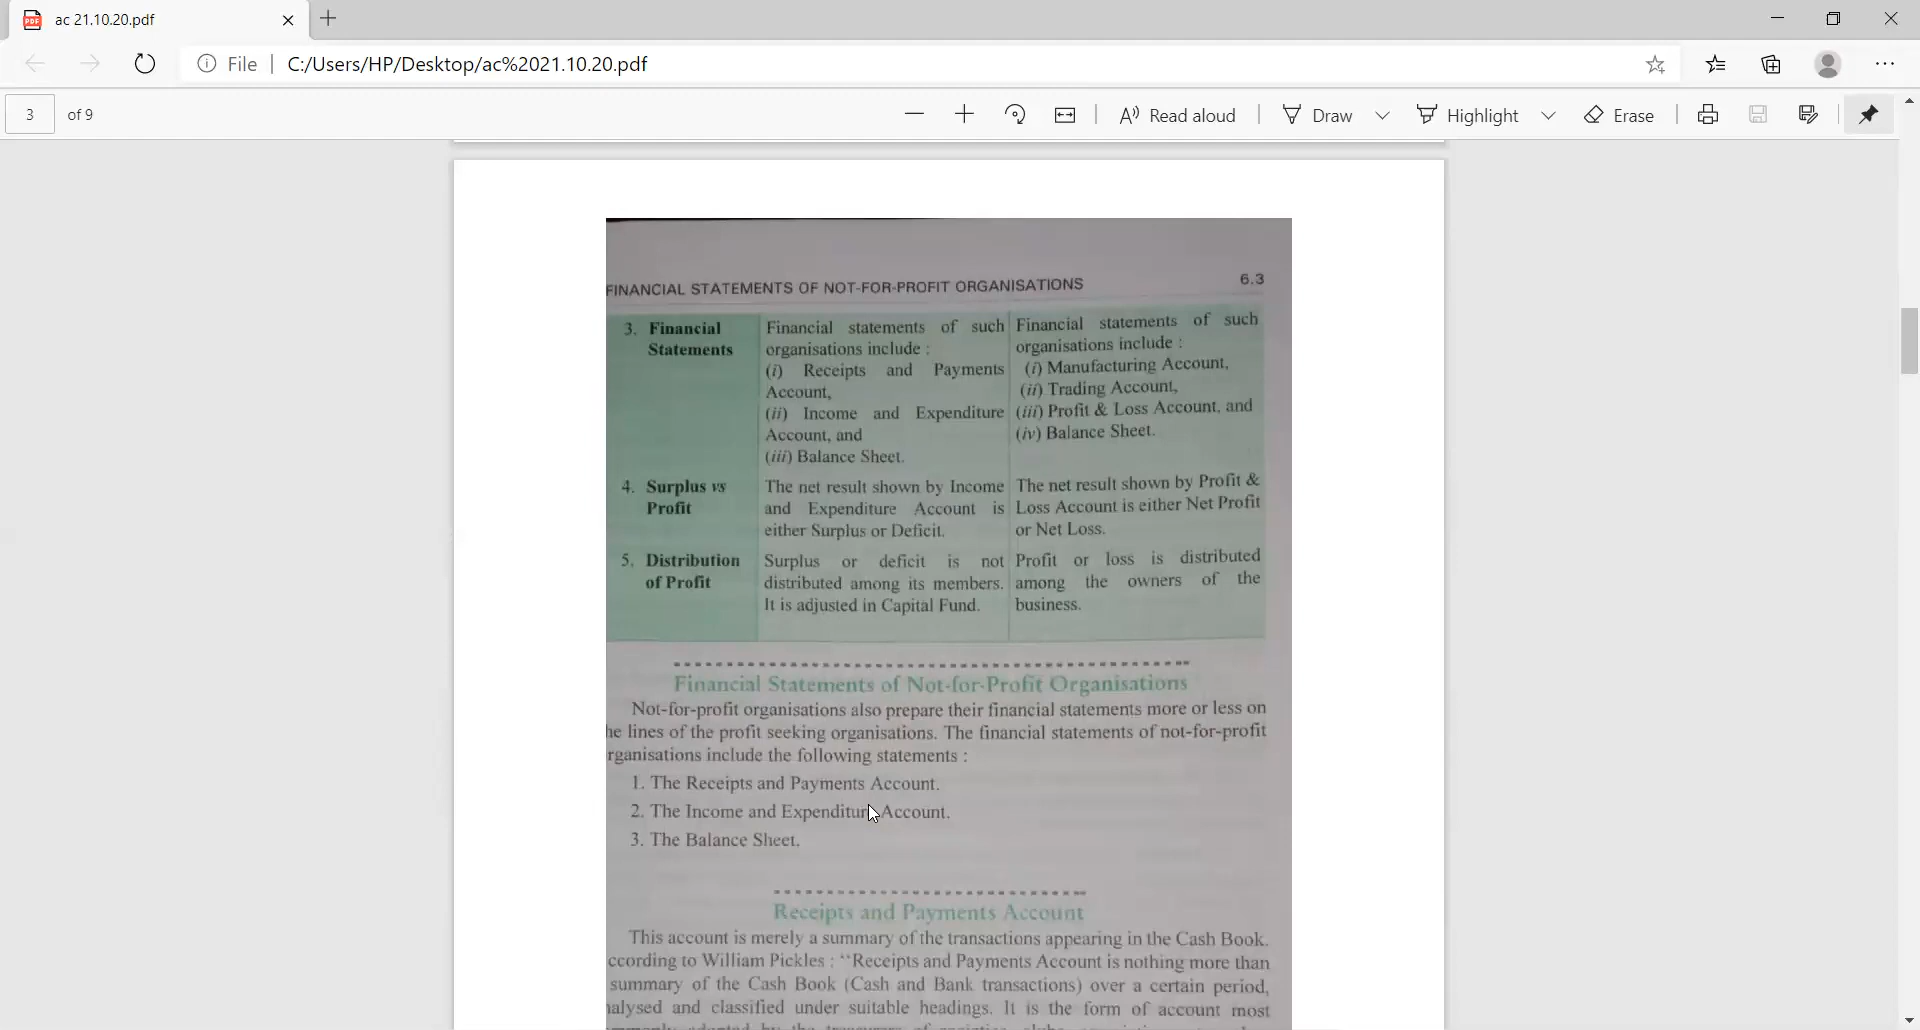 ac 21.10.20.pdf
File
C:/Users/HP/Desktop/ac%2021.10.20.pdf
3 of 9
Read aloud
Draw
Highlight
Erase
FINANCIAL STATEMENTS OF NOT-FOR-PROFIT ORGANISATIONS 6.3
3. Financial
Statements
Financial statements of such
organisations include :
(i) Receipts and Payments
Account,
(ii) Income and Expenditure
Account, and
(iii) Balance Sheet.
Financial statements of such
organisations include :
(i) Manufacturing Account,
(ii) Trading Account,
(iii) Profit & Loss Account, and
(iv) Balance Sheet.
4. Surplus vs
Profit
The net result shown by Income
and Expenditure Account is
either Surplus or Deficit.
The net result shown by Profit &
Loss Account is either Net Profit
or Net Loss.
5. Distribution
of Profit
Surplus or deficit is not
distributed among its members.
It is adjusted in Capital Fund.
Profit or loss is distributed
among the owners of the
business.
Financial Statements of Not-for-Profit Organisations
Not-for-profit organisations also prepare their financial statements more or less on
he lines of the profit seeking organisations. The financial statements of not-for-profit
rganisations include the following statements :
1. The Receipts and Payments Account.
2. The Income and Expenditure Account.
3. The Balance Sheet.
Receipts and Payments Account
This account is merely a summary of the transactions appearing in the Cash Book.
ccording to William Pickles : “Receipts and Payments Account is nothing more than
summary of the Cash Book (Cash and Bank transactions) over a certain period,
nalysed and classified under suitable headings. It is the form of account most